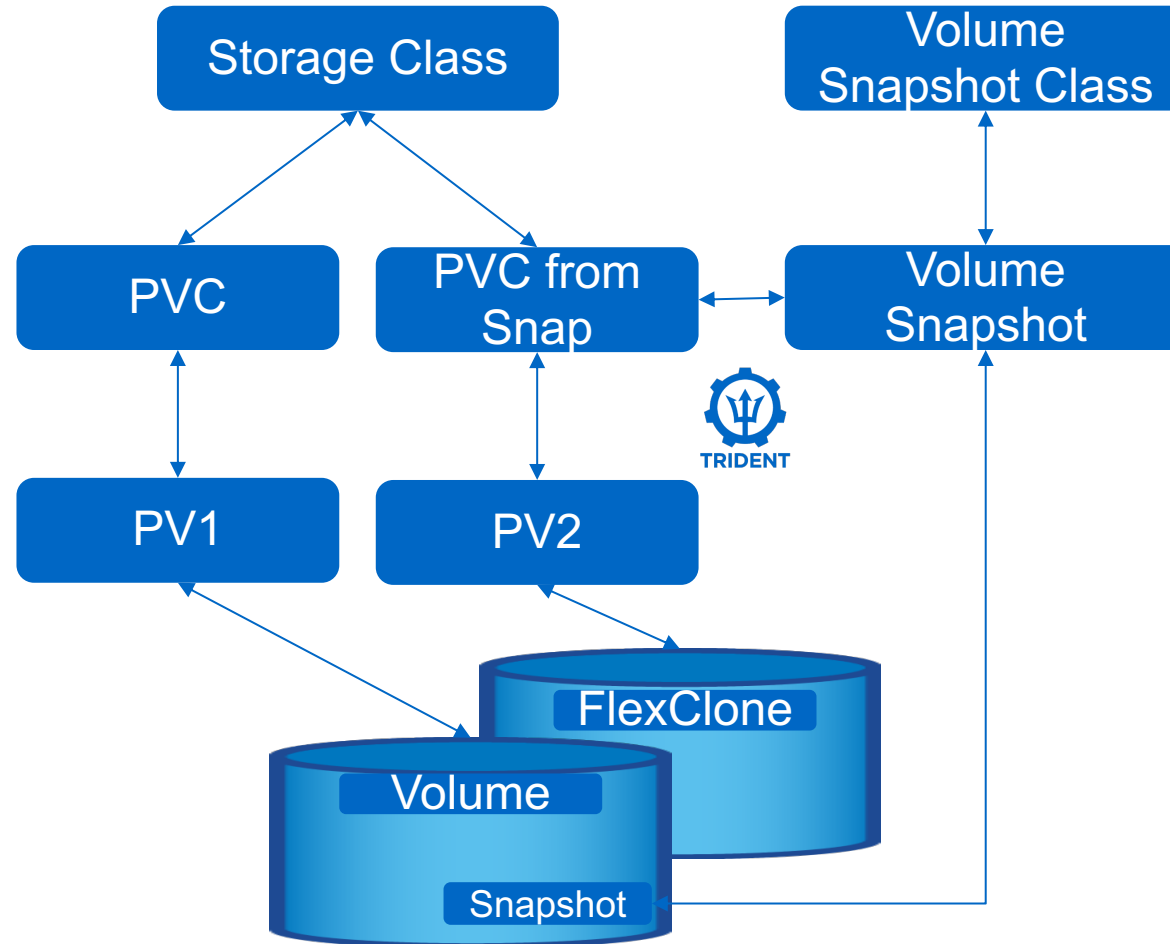 Storage Class
Volume
Snapshot Class
PVC
PVC from
Snap
Volume
Snapshot
TRIDENT
PV1
PV2
FlexClone
Volume
Snapshot